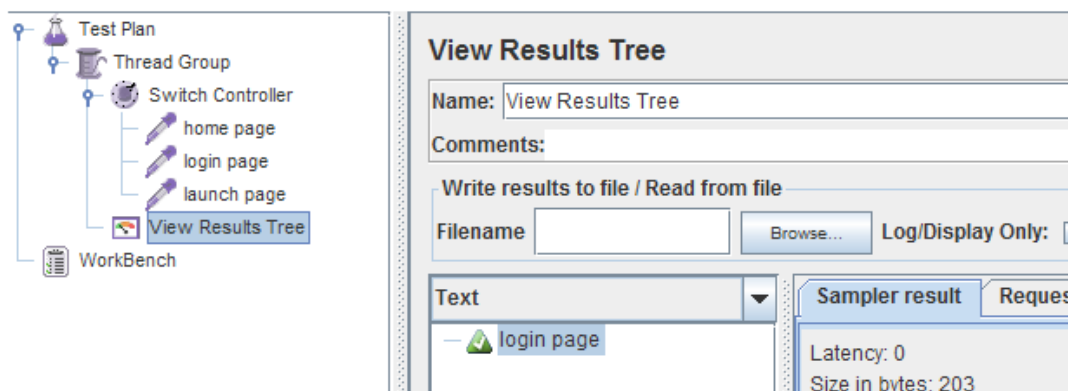 Test Plan
Thread Group
Switch Controller
home page
login page
launch page
View Results Tree
WorkBench
View Results Tree
Name: View Results Tree
Comments:
Write results to file / Read from file
Filename Browse... Log/Display Only:
Text
login page
Sampler result Reques
Latency: 0
Size in bytes: 203